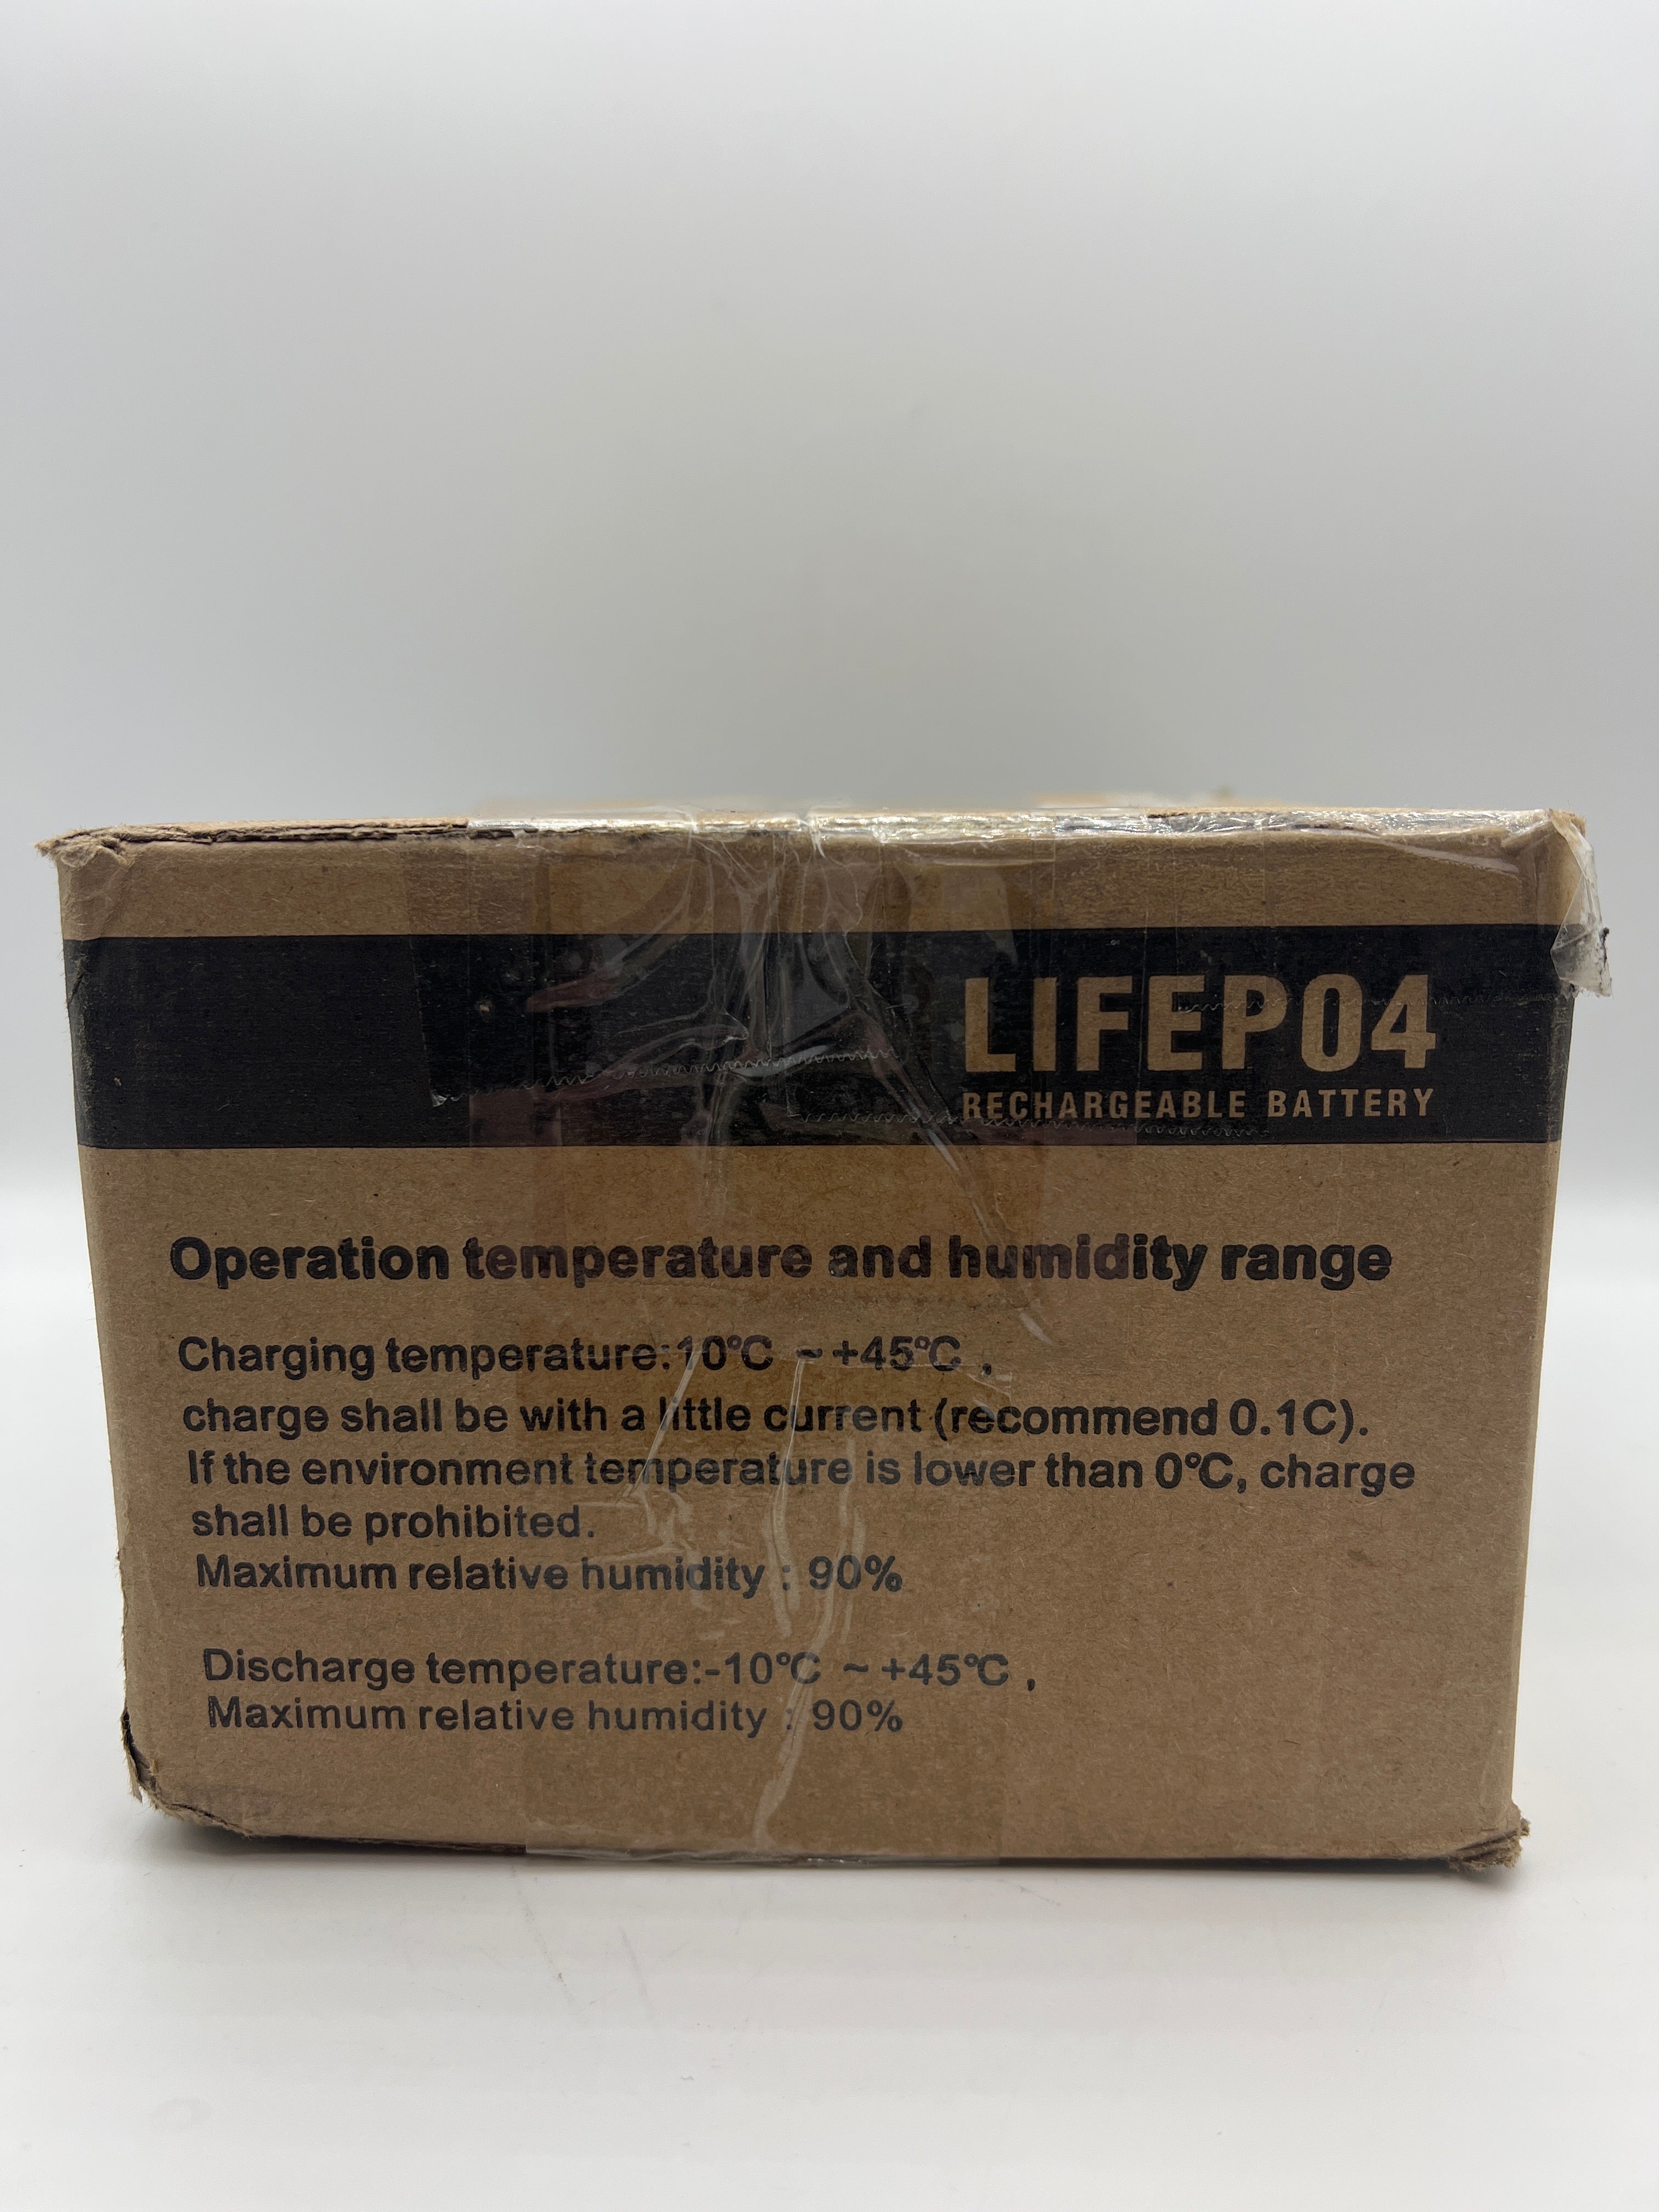 LIFEPO4
RECHARGEABLE BATTERY
Operation temperature and humidity range
Charging temperature:10℃ ~ +45℃ ,
charge shall be with a little current (recommend 0.1C).
If the environment temperature is lower than 0℃, charge
shall be prohibited.
Maximum relative humidity : 90%
Discharge temperature:-10℃ ~ +45℃ ,
Maximum relative humidity : 90%